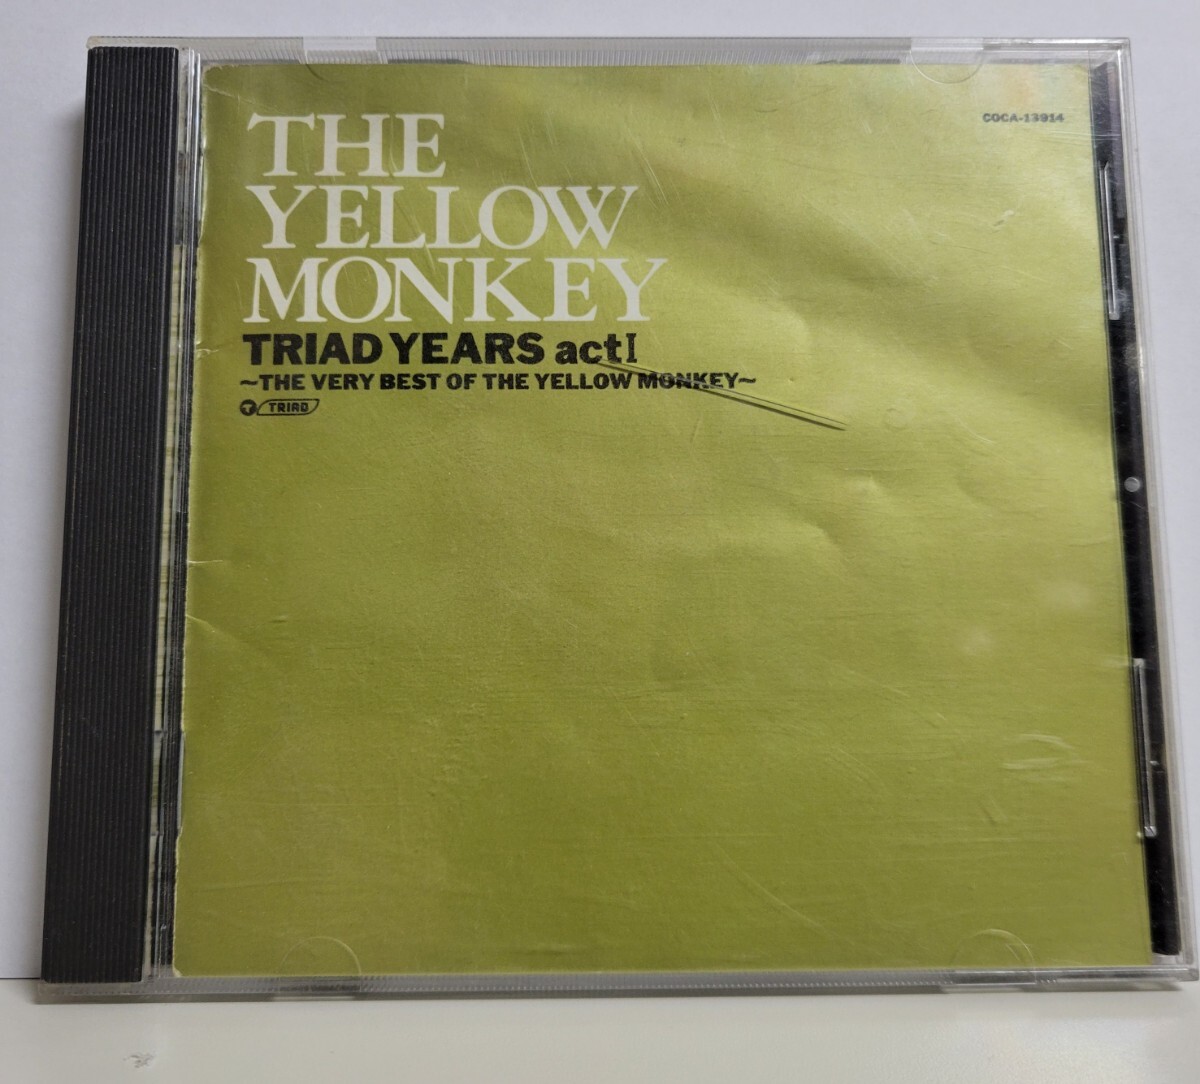 THE
YELLOW
MONKEY
TRIAD YEARS actI
~THE VERY BEST OF THE YELLOW MONKEY~
T TRIAD
COCA-13914